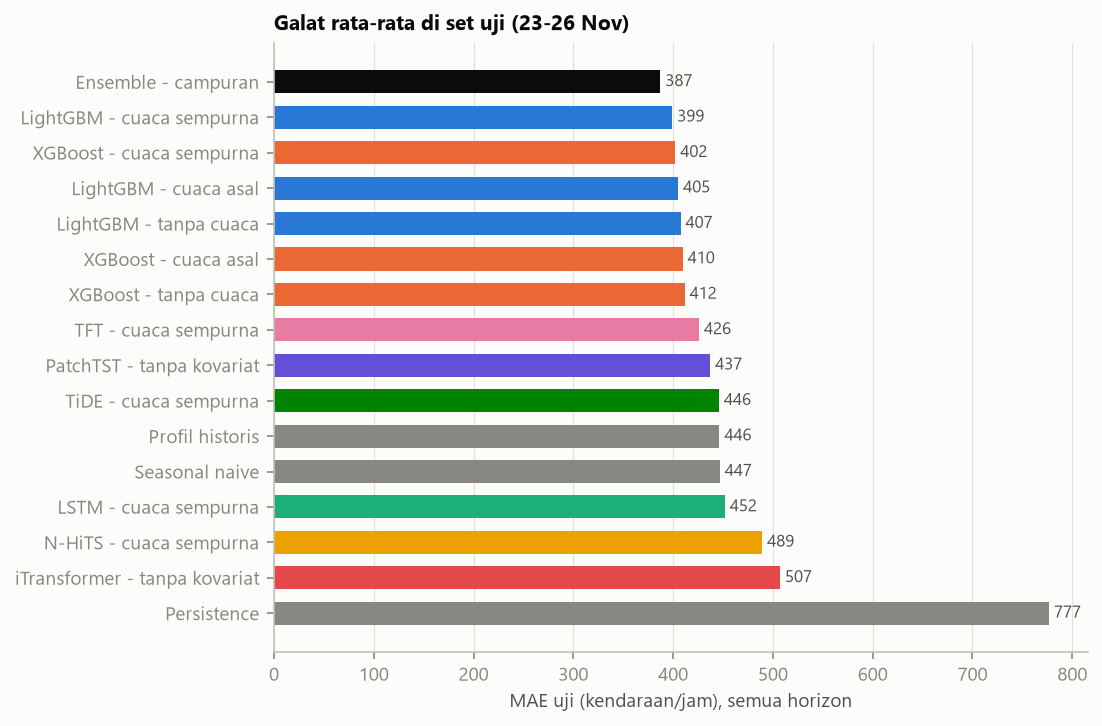 Galat rata-rata di set uji (23-26 Nov)
Ensemble - campuran 387
LightGBM - cuaca sempurna 399
XGBoost - cuaca sempurna 402
LightGBM - cuaca asal 405
LightGBM - tanpa cuaca 407
XGBoost - cuaca asal 410
XGBoost - tanpa cuaca 412
TFT - cuaca sempurna 426
PatchTST - tanpa kovariat 437
TiDE - cuaca sempurna 446
Profil historis 446
Seasonal naive 447
LSTM - cuaca sempurna 452
N-HiTS - cuaca sempurna 489
iTransformer - tanpa kovariat 507
Persistence 777
0 100 200 300 400 500 600 700 800
MAE uji (kendaraan/jam), semua horizon